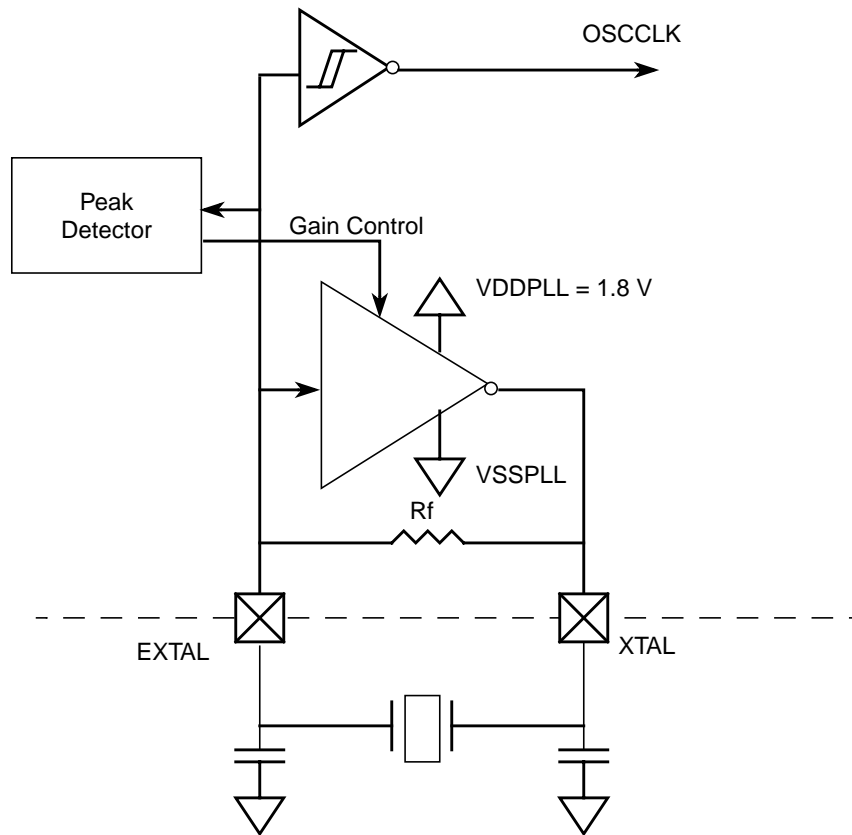 OSCCLK
Peak
Detector
Gain Control
VDDPLL = 1.8 V
VSSPLL
Rf
EXTAL
XTAL